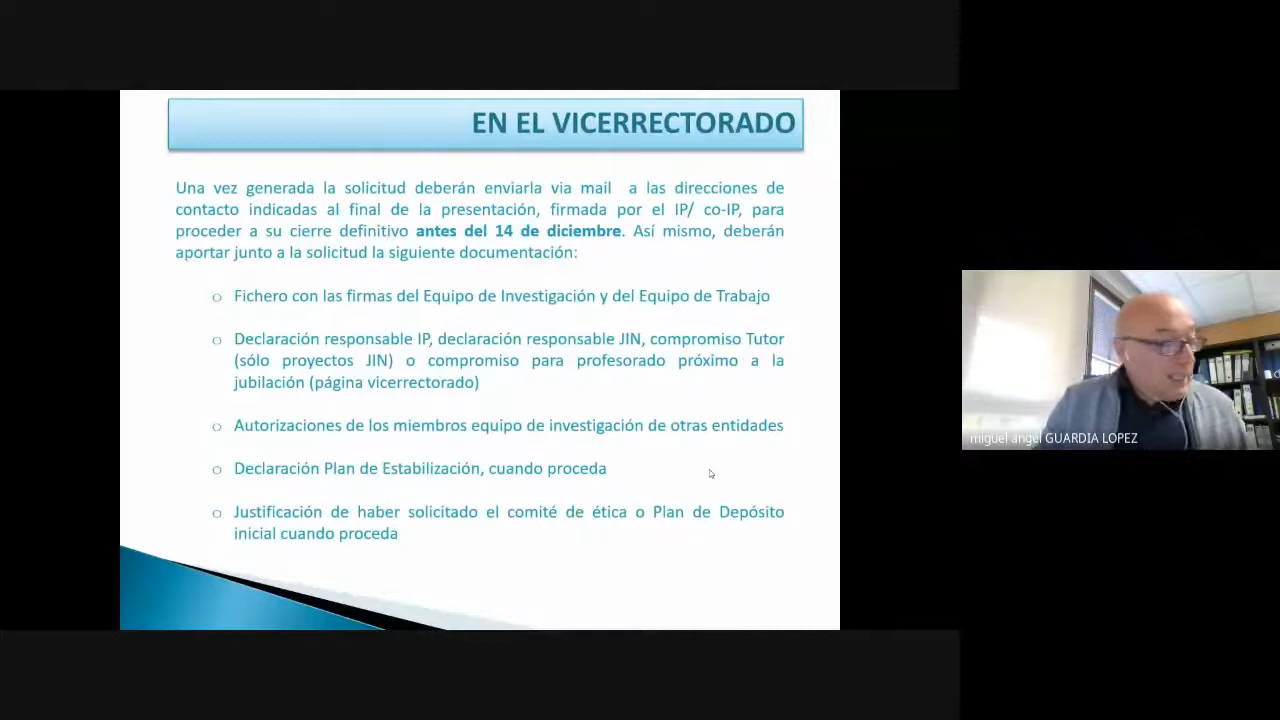 EN EL VICERRECTORADO
Una vez generada la solicitud deberán enviarla via mail a las direcciones de
contacto indicadas al final de la presentación, firmada por el IP/ co-IP, para
proceder a su cierre definitivo antes del 14 de diciembre. Así mismo, deberán
aportar junto a la solicitud la siguiente documentación:
o Fichero con las firmas del Equipo de Investigación y del Equipo de Trabajo
o Declaración responsable IP, declaración responsable JIN, compromiso Tutor
(sólo proyectos JIN) o compromiso para profesorado próximo a la
jubilación (página vicerrectorado)
o Autorizaciones de los miembros equipo de investigación de otras entidades
o Declaración Plan de Estabilización, cuando proceda
o Justificación de haber solicitado el comité de ética o Plan de Depósito
inicial cuando proceda
miguel angel GUARDIA LOPEZ